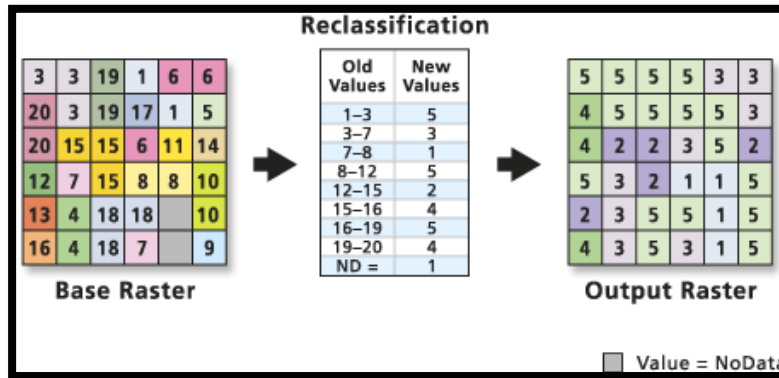 Reclassification
3 3 19 1 6 6
20 3 19 17 1 5
20 15 15 6 11 14
12 7 15 8 8 10
13 4 18 18 10
16 4 18 7 9
Base Raster
Old Values New Values
1–3 5
3–7 3
7–8 1
8–12 5
12–15 2
15–16 4
16–19 5
19–20 4
ND = 1
5 5 5 5 3 3
4 5 5 5 5 3
4 2 2 3 5 2
5 3 2 1 1 5
2 3 5 5 1 5
4 3 5 3 1 5
Output Raster
Value = NoData